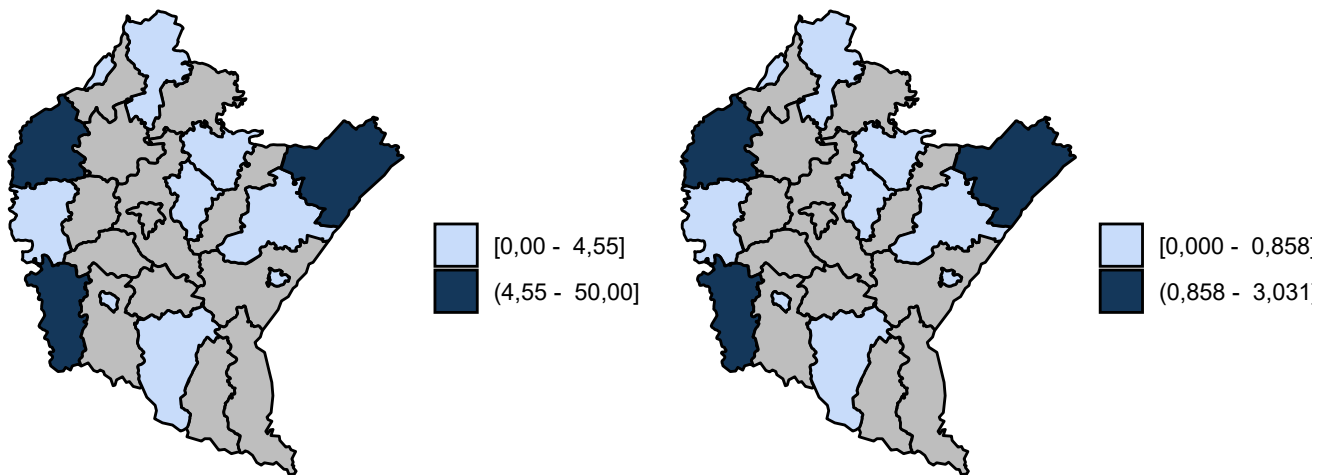 [0,00 -  4,55]
(4,55 -  50,00]
[0,000 -  0,858]
(0,858 -  3,031]